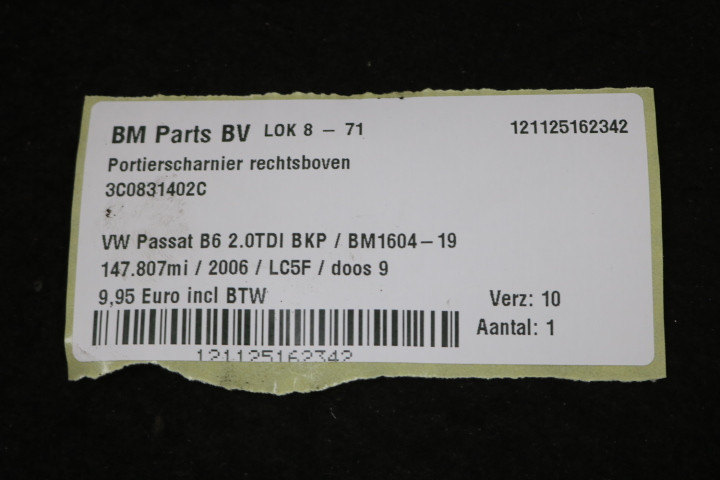 BM Parts BV LOK 8 - 71 121125162342
Portierscharnier rechtsboven
3C0831402C
VW Passat B6 2.0TDI BKP / BM1604-19
147.807mi / 2006 / LC5F / doos 9
9,95 Euro incl BTW Verz: 10
Aantal: 1
121125162342